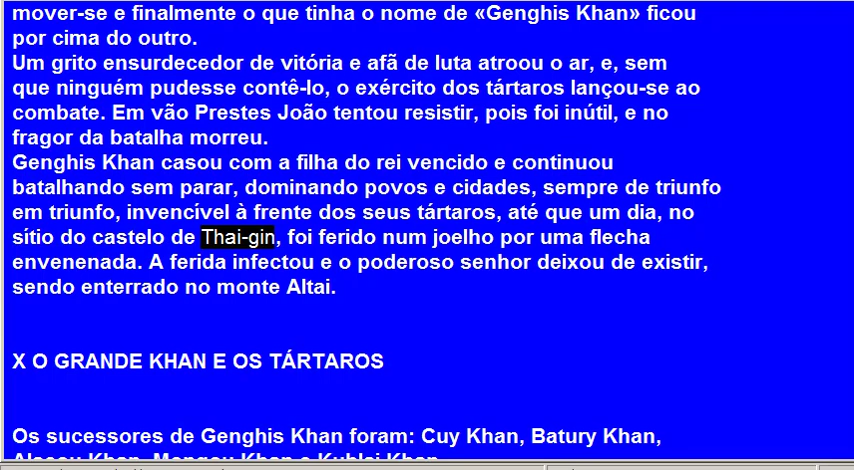 mover-se e finalmente o que tinha o nome de «Genghis Khan» ficou
por cima do outro.
Um grito ensurdecedor de vitória e afã de luta atroou o ar, e, sem
que ninguém pudesse contê-lo, o exército dos tártaros lançou-se ao
combate. Em vão Prestes João tentou resistir, pois foi inútil, e no
fragor da batalha morreu.
Genghis Khan casou com a filha do rei vencido e continuou
batalhando sem parar, dominando povos e cidades, sempre de triunfo
em triunfo, invencível à frente dos seus tártaros, até que um dia, no
sítio do castelo de Thai-gin, foi ferido num joelho por uma flecha
envenenada. A ferida infectou e o poderoso senhor deixou de existir,
sendo enterrado no monte Altai.
X O GRANDE KHAN E OS TÁRTAROS
Os sucessores de Genghis Khan foram: Cuy Khan, Batury Khan,
Khan, Mongou Khan e Kublai Khan